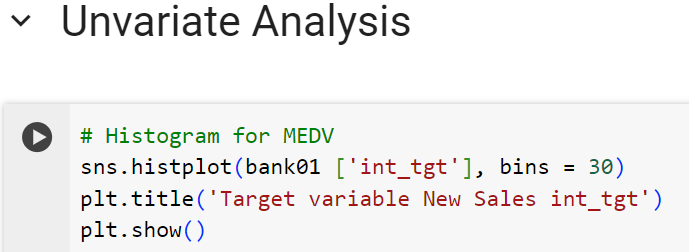 Unvariate Analysis
# Histogram for MEDV
sns.histplot(bank01 ['int_tgt'], bins = 30)
plt.title('Target variable New Sales int_tgt')
plt.show()